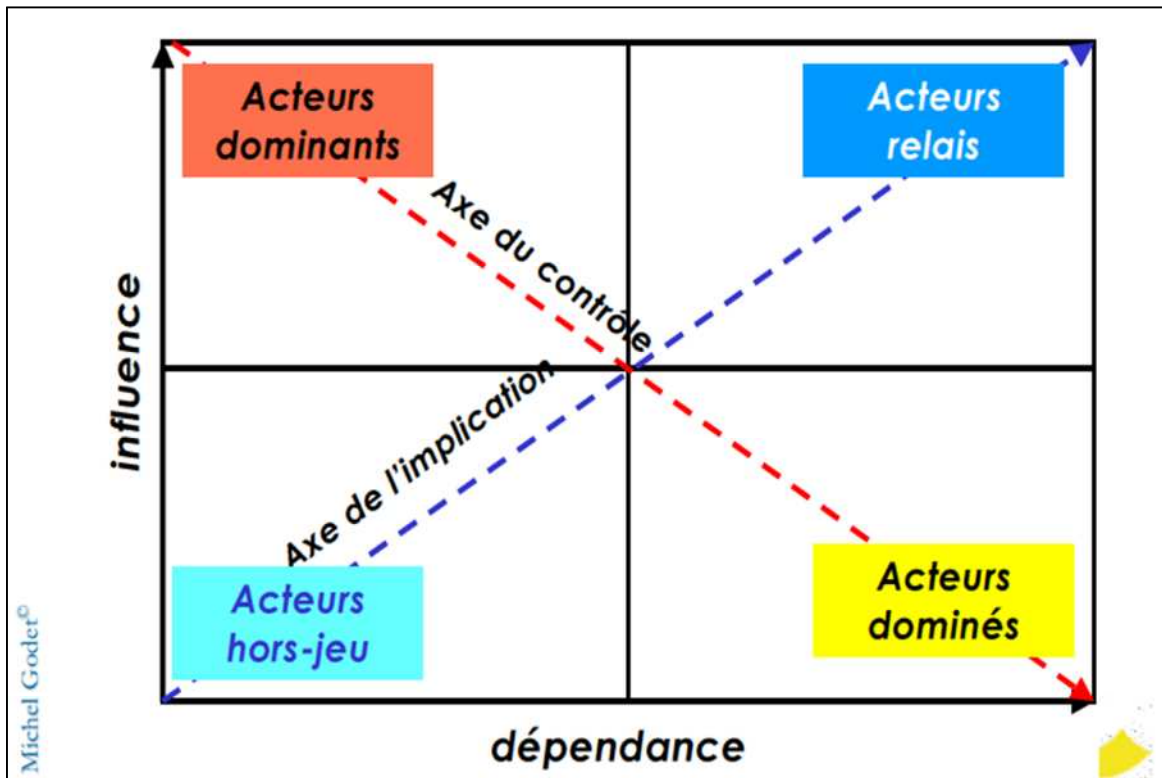 Acteurs
dominants
Acteurs
relais
Axe du contrôle
influence
Axe de l'implication
Acteurs
hors-jeu
Acteurs
dominés
dépendance
Michel Godet©